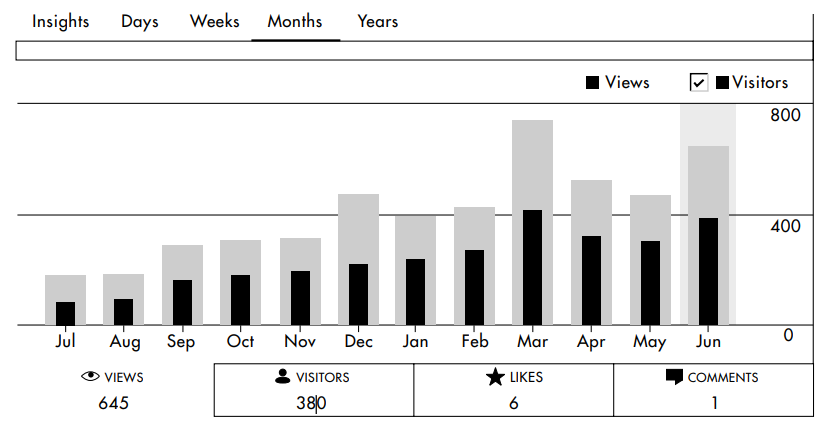 Insights Days Weeks Months Years
Views Visitors
800
400
0
Jul Aug Sep Oct Nov Dec Jan Feb Mar Apr May Jun
VIEWS VISITORS LIKES COMMENTS
645 380 6 1